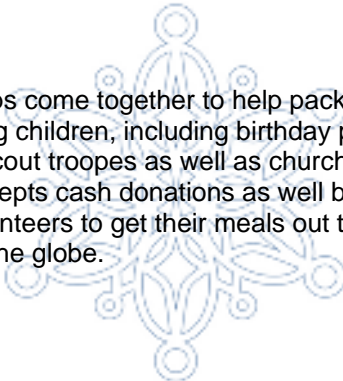 os come together to help pack
g children, including birthday p
cout troopes as well as church
epts cash donations as well b
nteers to get their meals out t
ne globe.